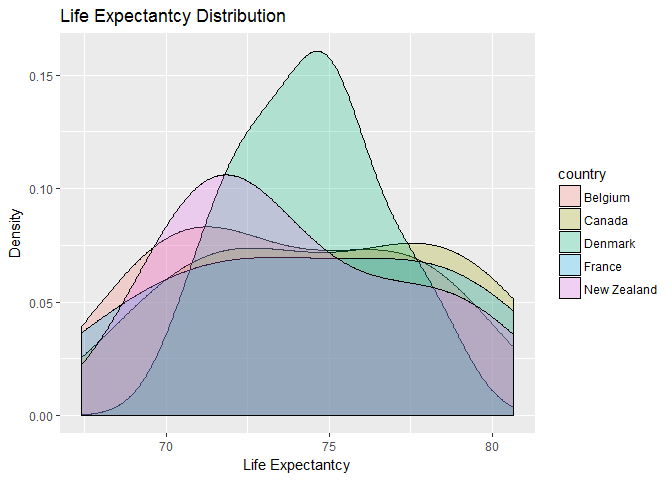 Life Expectantcy Distribution
0.15
0.10
0.05
0.00
Density
70 75 80
Life Expectantcy
country
Belgium
Canada
Denmark
France
New Zealand